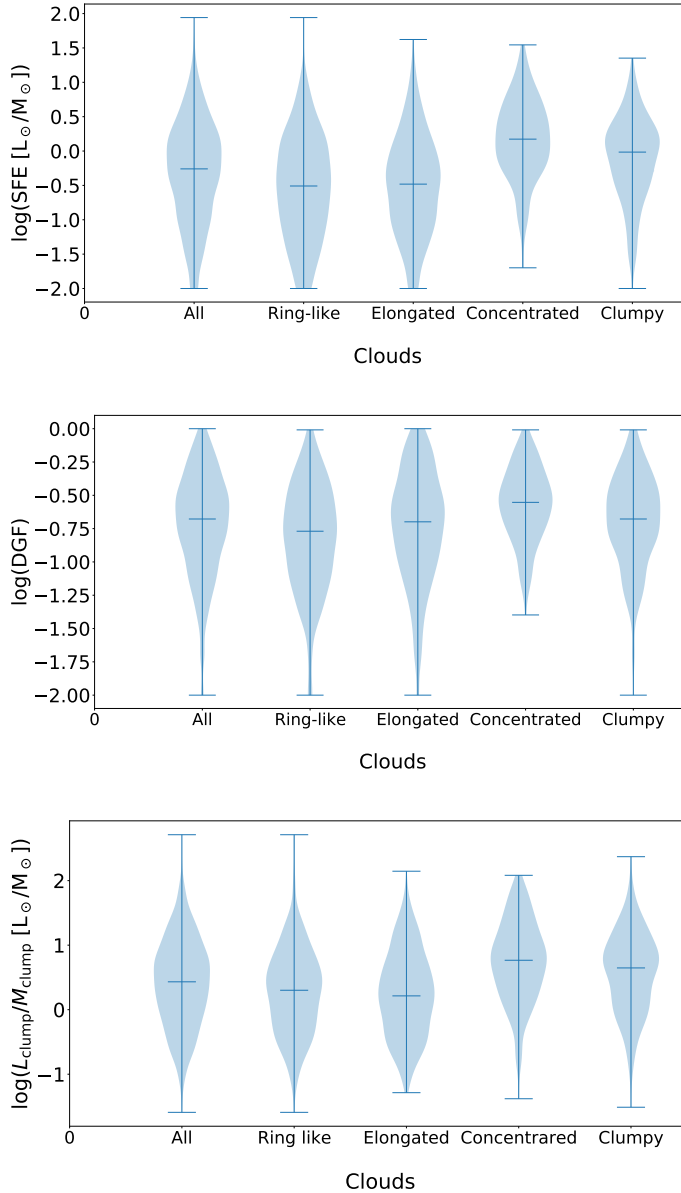 log(SFE [L⊙/M⊙])
2.0
1.5
1.0
0.5
0.0
−0.5
−1.0
−1.5
−2.0
0 All Ring-like Elongated Concentrated Clumpy
Clouds
log(DGF)
0.00
−0.25
−0.50
−0.75
−1.00
−1.25
−1.50
−1.75
−2.00
0 All Ring-like Elongated Concentrated Clumpy
Clouds
log(Lclump/Mclump [L⊙/M⊙])
2
1
0
−1
0 All Ring like Elongated Concentrared Clumpy
Clouds